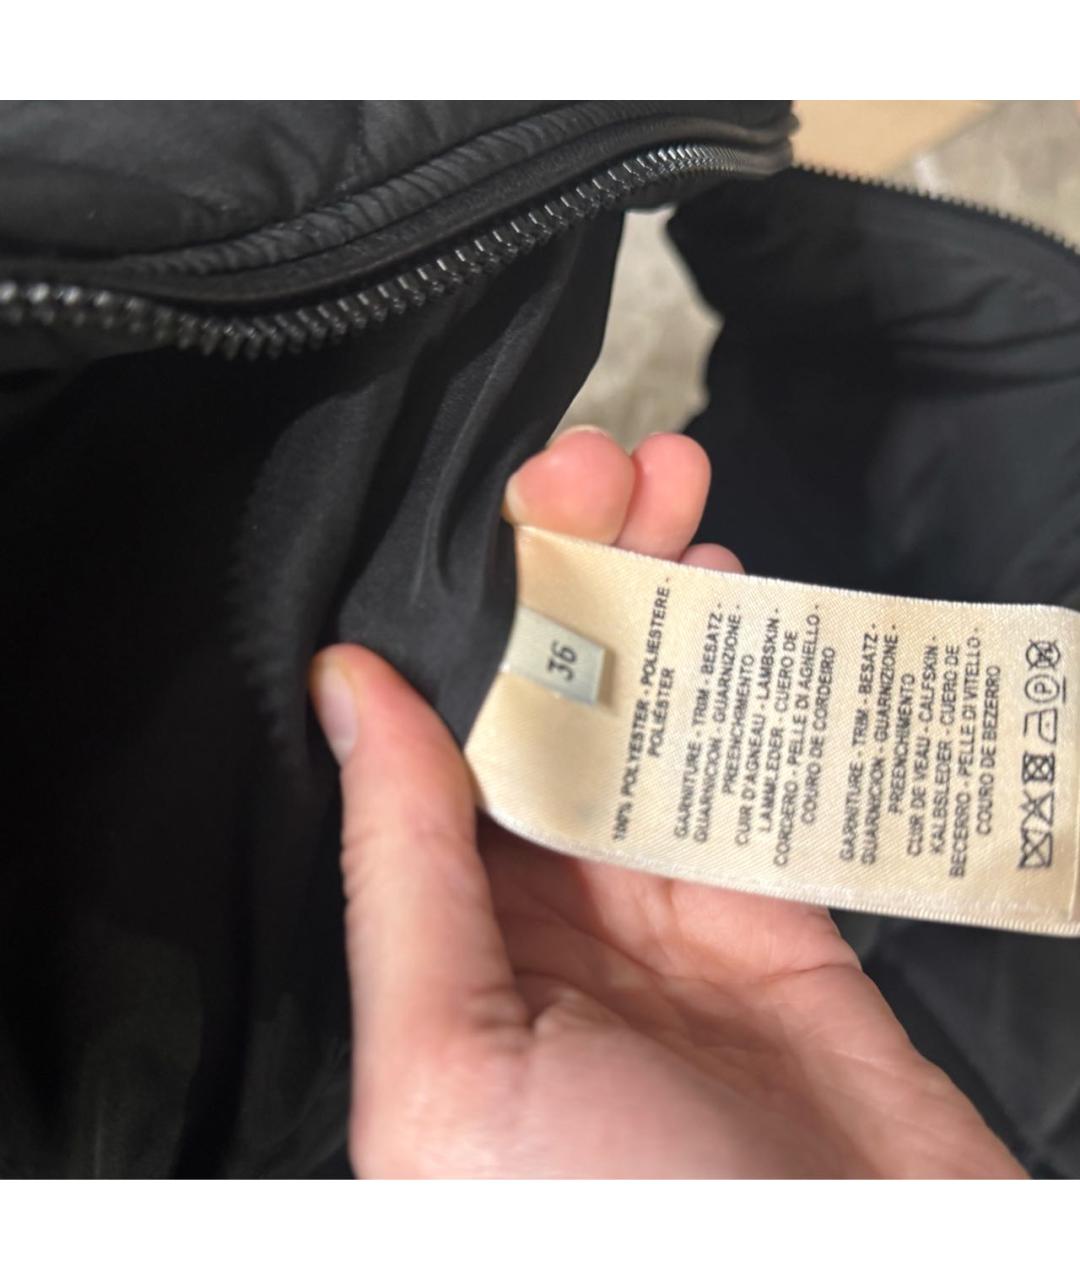 36
100% POLYESTER - POLIESTERE -
POLIÉSTER
GARNITURE - TRIM - BESATZ -
GUARNICION - GUARNIZIONE -
PREENCHIMENTO
CUIR D'AGNEAU - LAMBSKIN -
LAMMLEDER - CUERO DE
CORDERO - PELLE DI AGNELLO -
COURO DE CORDEIRO
GARNITURE - TRIM - BESATZ -
GUARNICION - GUARNIZIONE -
PREENCHIMENTO
CUIR DE VEAU - CALFSKIN -
KALBSLEDER - CUERO DE
BECERRO - PELLE DI VITELLO -
COURO DE BEZERRO
P